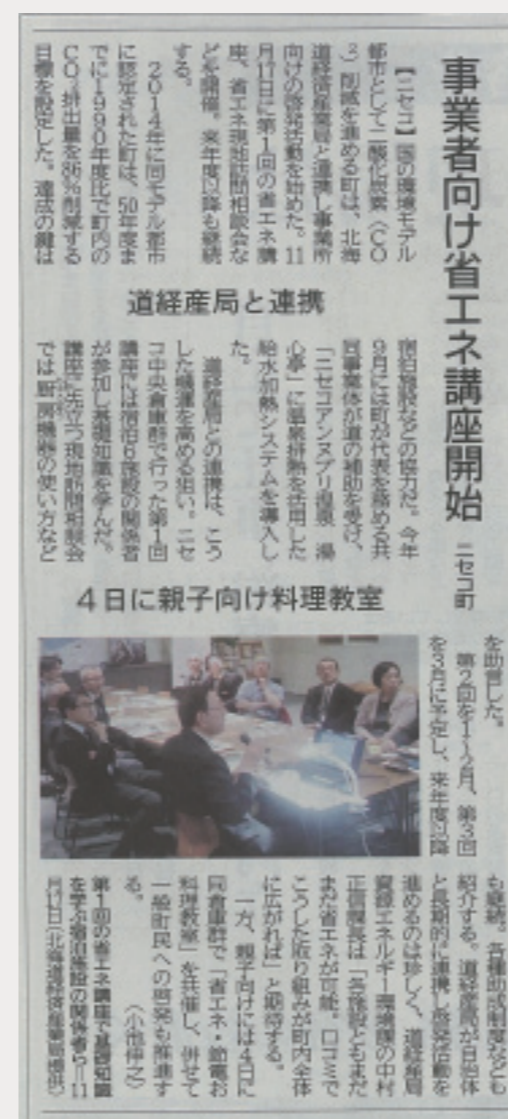 事業者向け省エネ講座開始
ニセコ町
【ニセコ】国の環境モデル
都市として二酸化炭素（CO
2）削減を進める町は、北海
道経済産業局と連携し事業所
向けの啓発活動を始めた。11
月17日に第1回の省エネ講
座、省エネ現地訪問相談会な
どを開催。来年度以降も継続
する。
2014年に同モデル都市
に認定された町は、50年度ま
でに1990年度比で町内の
CO2排出量を86％削減する
目標を設定した。達成の鍵は
道経産局と連携
宿泊施設などの協力だ。今年
9月には町が代表を務める共
同事業体が道の補助を受け、
「ニセコアンヌプリ温泉 湯
心亭」に温泉排熱を活用した
給水加熱システムを導入し
た。
道経産局との連携は、こう
した機運を高める狙い。ニセ
コ中央倉庫群で行った第1回
講座には宿泊6施設の関係者
が参加し基礎知識を学んだ。
講座に先立つ現地訪問相談会
では厨房機器の使い方など
4日に親子向け料理教室
を助言した。
第2回を1～2月、第3回
を3月に予定し、来年度以降
も継続。各種助成制度なども
紹介する。道経産局が自治体
と長期的に連携し啓発活動を
進めるのは珍しく、道経産局
資源エネルギー環境課の中村
正信課長は「各施設ともまだ
まだ省エネが可能。口コミで
こうした取り組みが町内全体
に広がれば」と期待する。
一方、親子向けには4日に
同倉庫群で「省エネ・節電お
料理教室」を共催し、併せて
一般町民への啓発も推進す
る。
（小池伸之）
第1回の省エネ講座で基礎知識
を学ぶ宿泊施設の関係者ら＝11
月17日（北海道経済産業局提供）